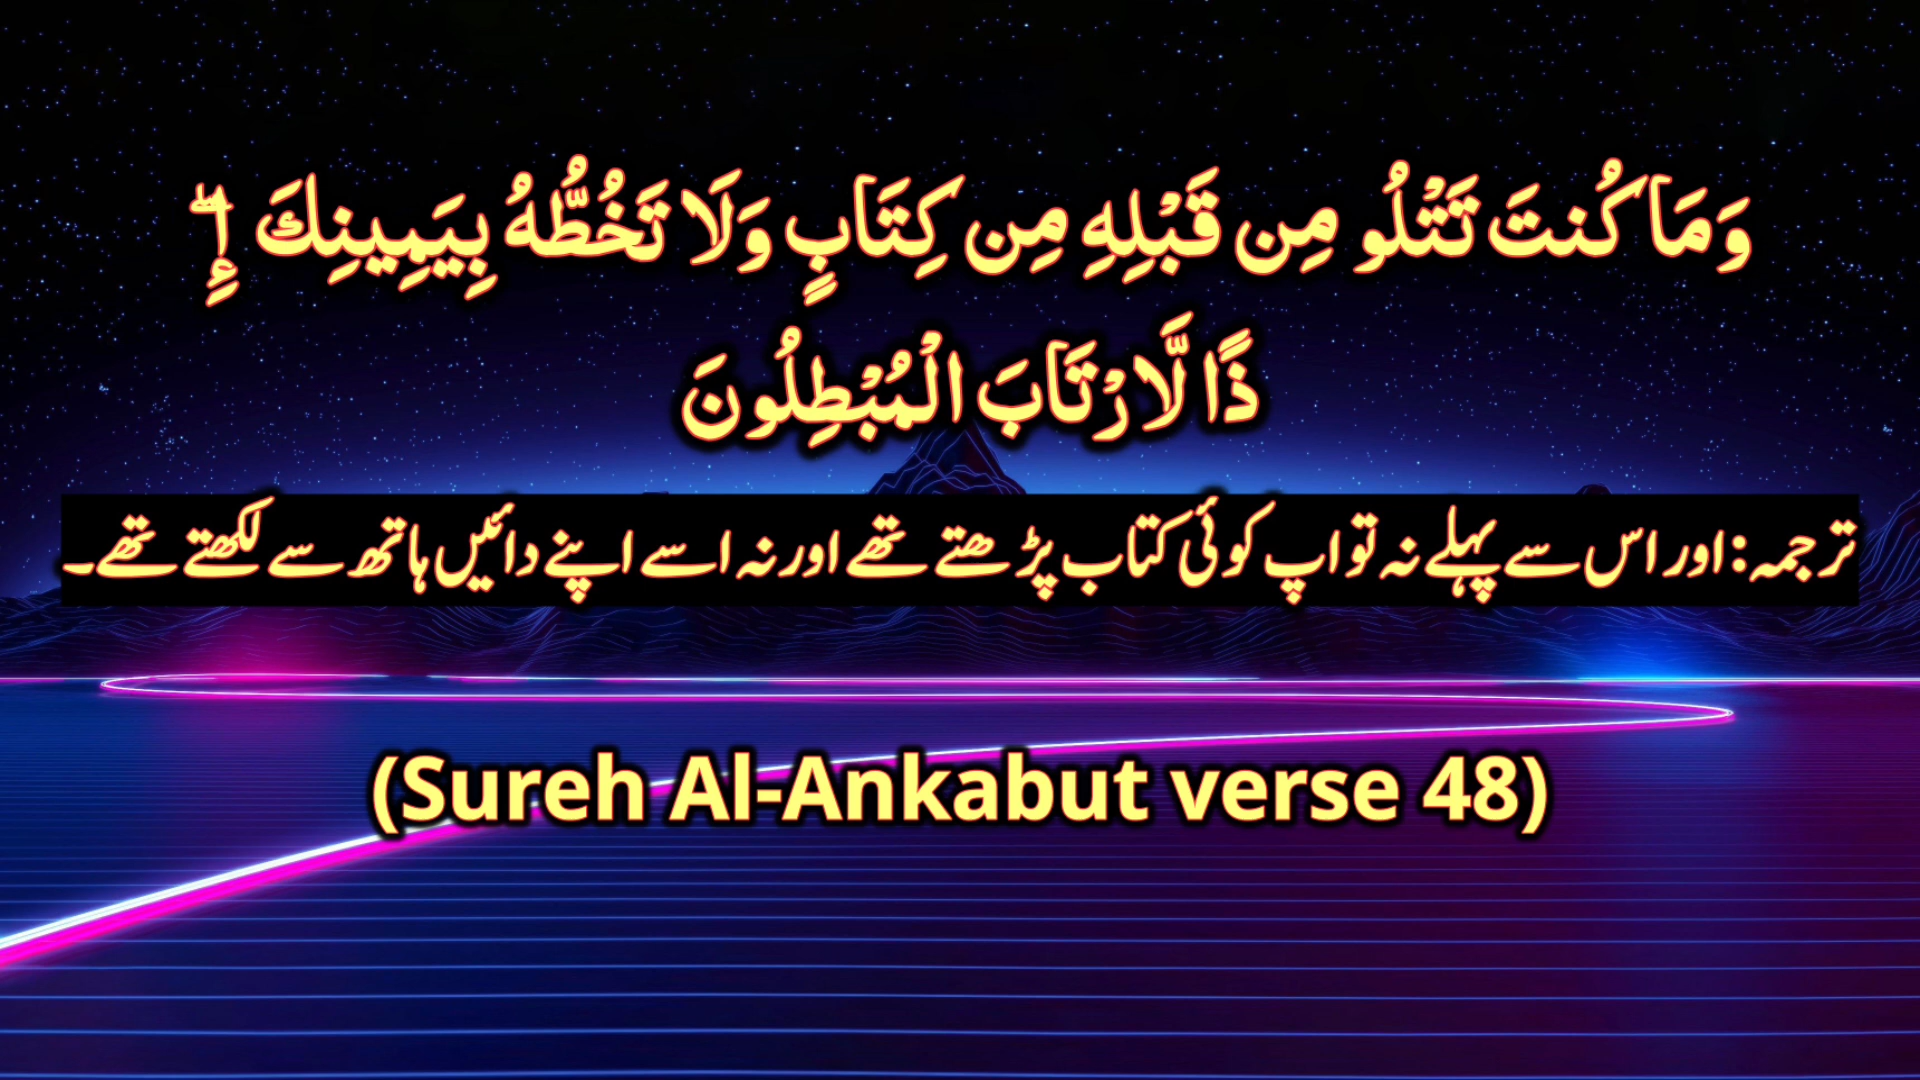 وَمَا كُنتَ تَتْلُو مِن قَبْلِهِ مِن كِتَابٍ وَلَا تَخُطُّهُ بِيَمِينِكَ ۖ إِ
ذًا لَّارْتَابَ الْمُبْطِلُونَ
ترجمہ: اور اس سے پہلے نہ تو اپ کوئی کتاب پڑھتے تھے اور نہ اسے اپنے دائیں ہاتھ سے لکھتے تھے۔
(Sureh Al-Ankabut verse 48)